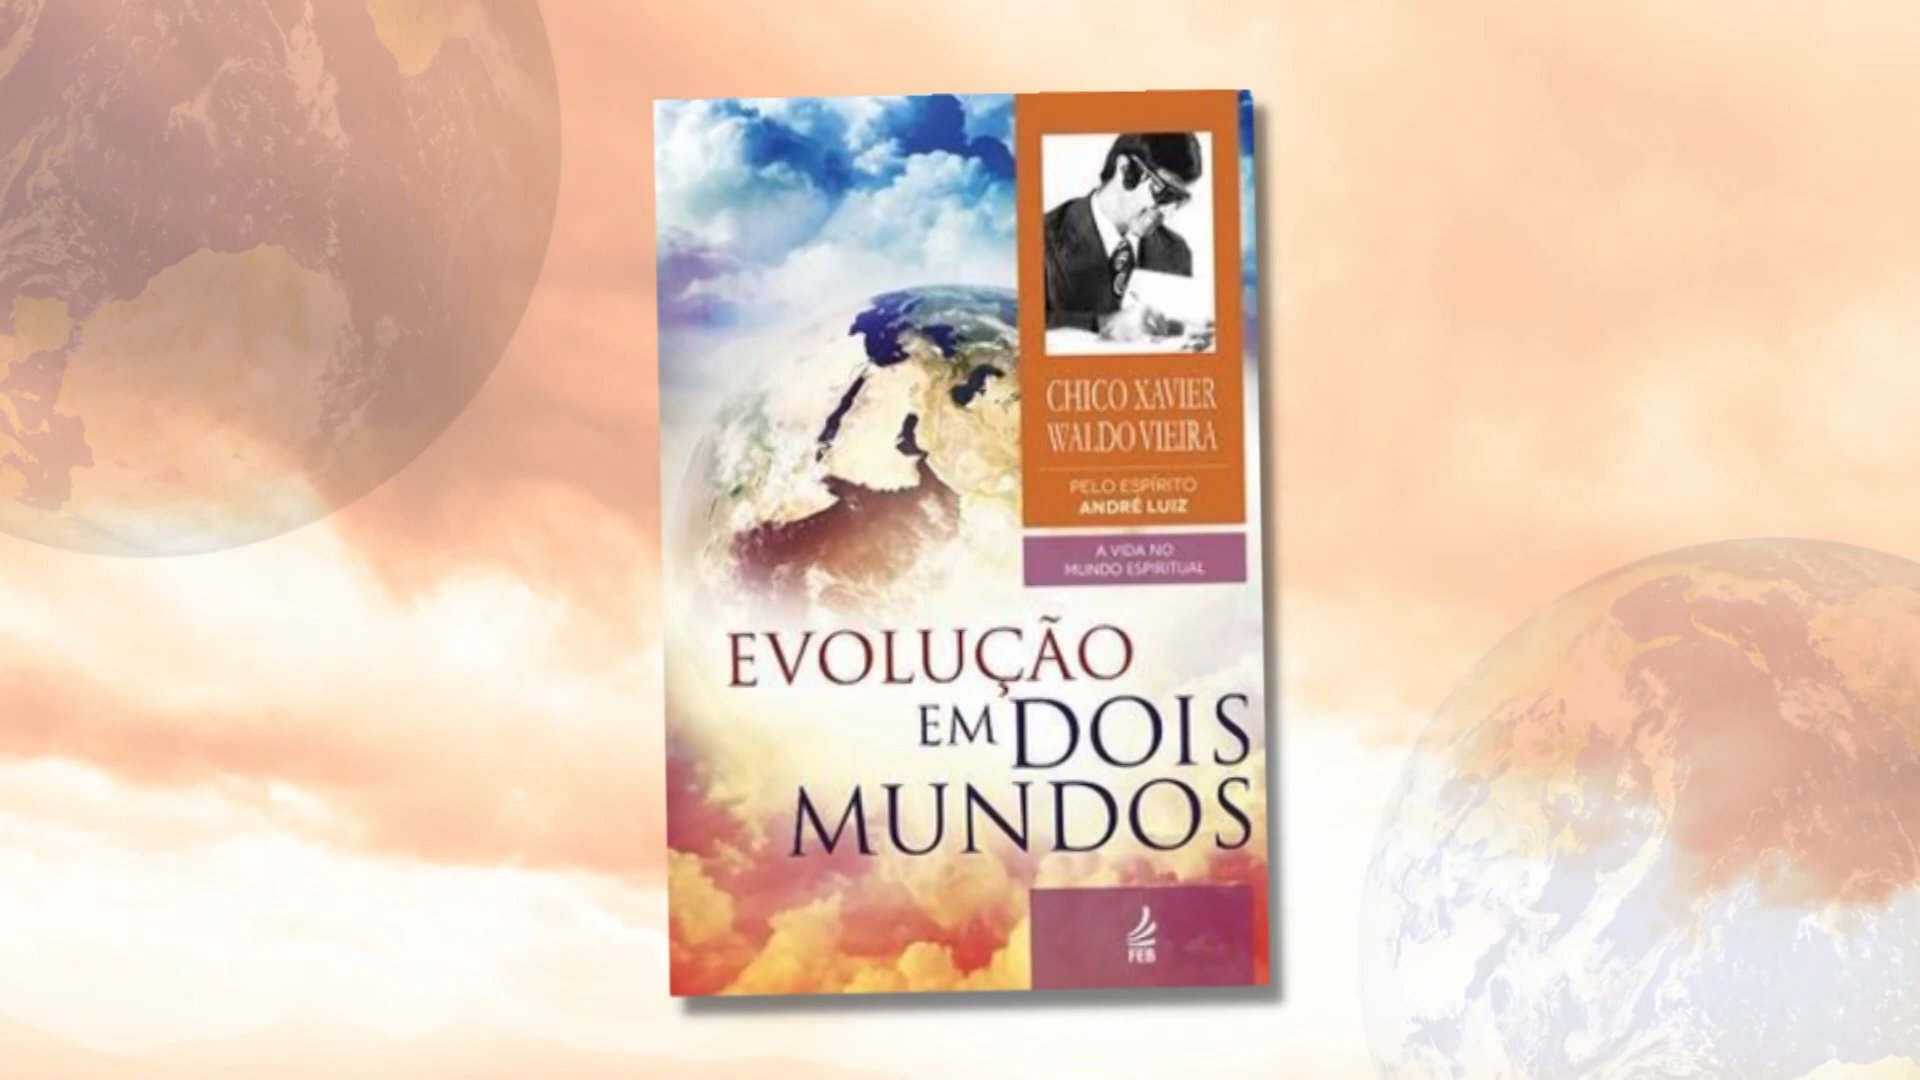 CHICO XAVIER
WALDO VIEIRA
PELO ESPÍRITO
ANDRÉ LUIZ
A VIDA NO
MUNDO ESPIRITUAL
EVOLUÇÃO
EM DOIS
MUNDOS
FEB